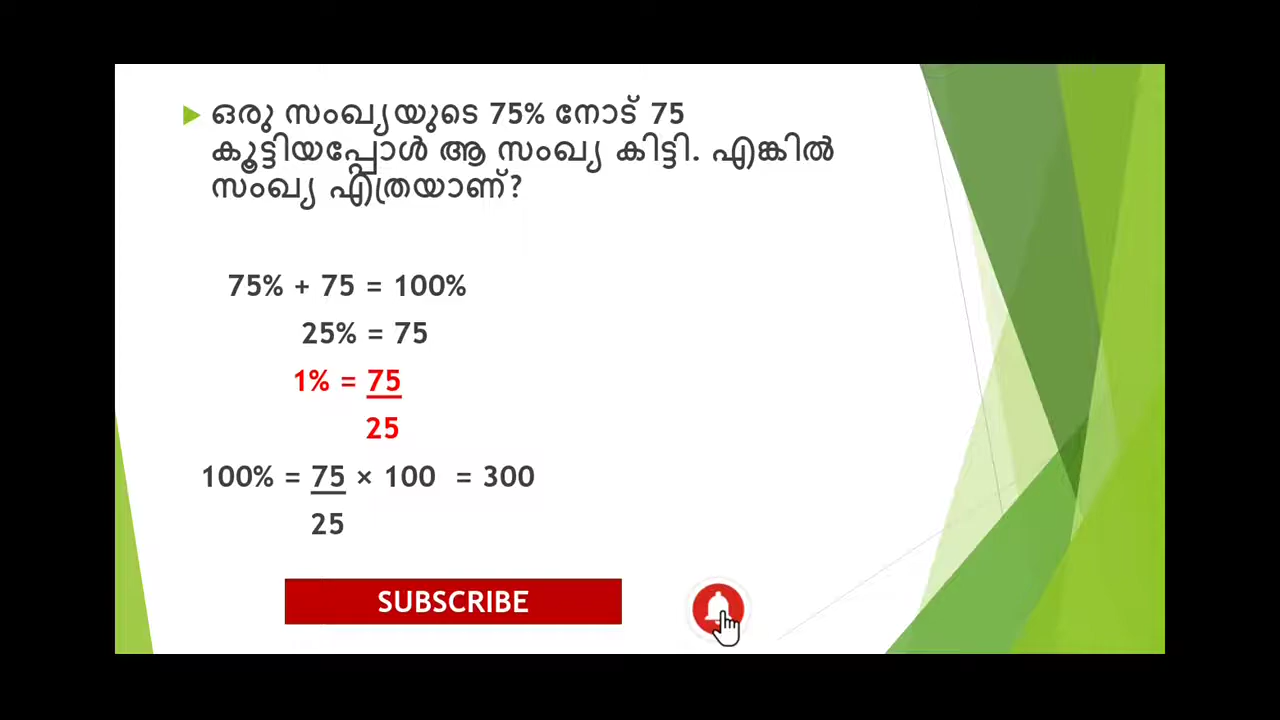 ഒരു സംഖ്യയുടെ 75% നോട് 75
കൂട്ടിയപ്പോൾ ആ സംഖ്യ കിട്ടി. എങ്കിൽ
സംഖ്യ എത്രയാണ്?
75% + 75 = 100%
25% = 75
1% = 75
25
100% = 75 × 100 = 300
25
SUBSCRIBE